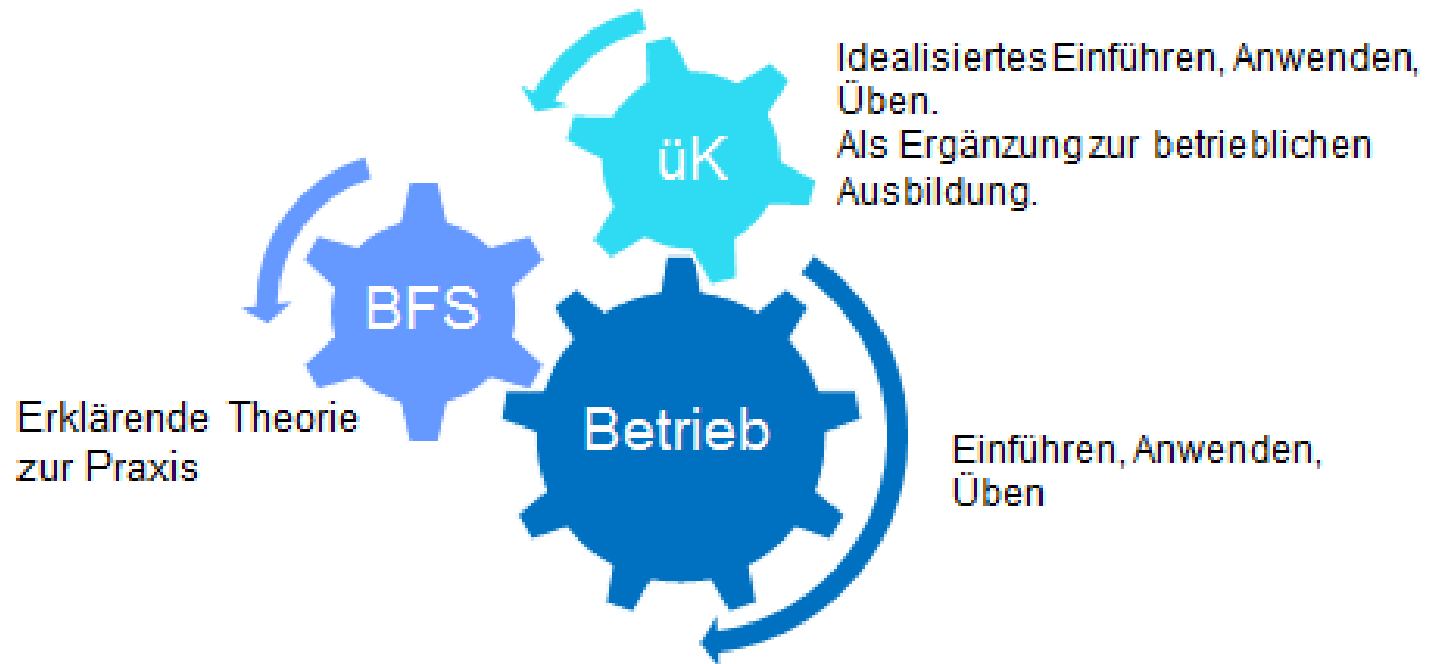 Idealisiertes Einführen, Anwenden,
Üben.
Als Ergänzung zur betrieblichen
Ausbildung.
üK
BFS
Erklärende Theorie
zur Praxis
Betrieb
Einführen, Anwenden,
Üben